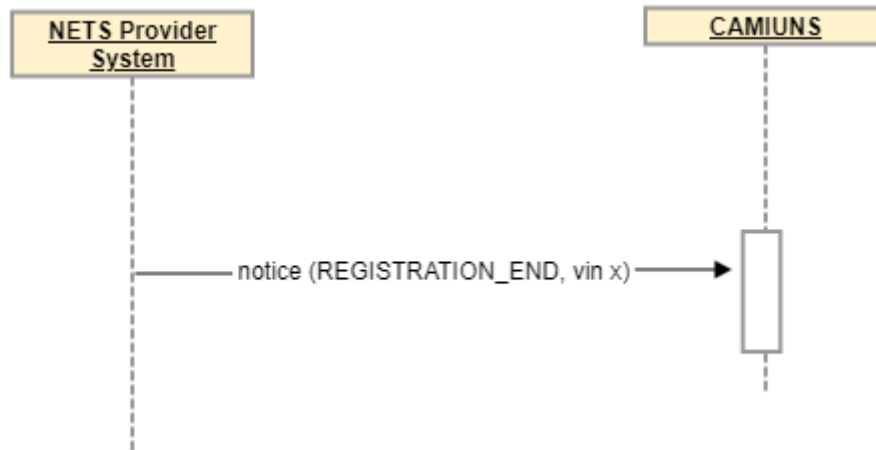 NETS Provider
System
CAMIUNS
notice (REGISTRATION_END, vin x)